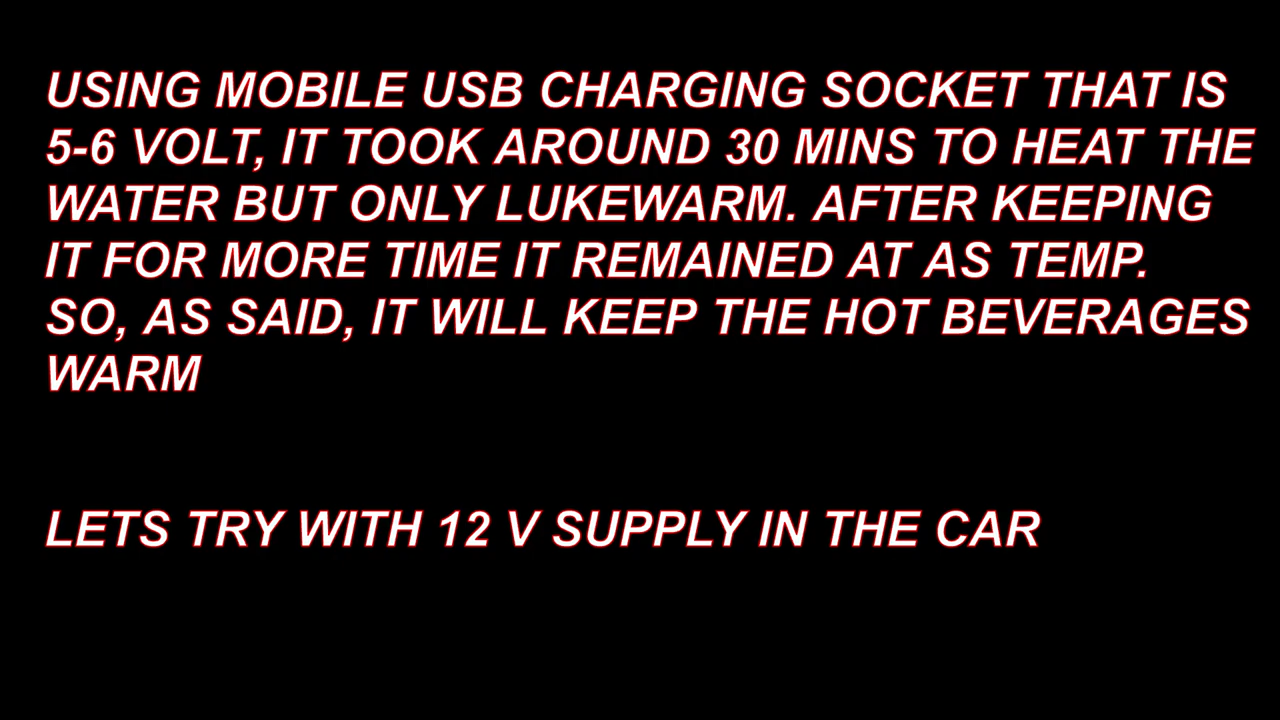 USING MOBILE USB CHARGING SOCKET THAT IS
5-6 VOLT, IT TOOK AROUND 30 MINS TO HEAT THE
WATER BUT ONLY LUKEWARM. AFTER KEEPING
IT FOR MORE TIME IT REMAINED AT AS TEMP.
SO, AS SAID, IT WILL KEEP THE HOT BEVERAGES
WARM
LETS TRY WITH 12 V SUPPLY IN THE CAR